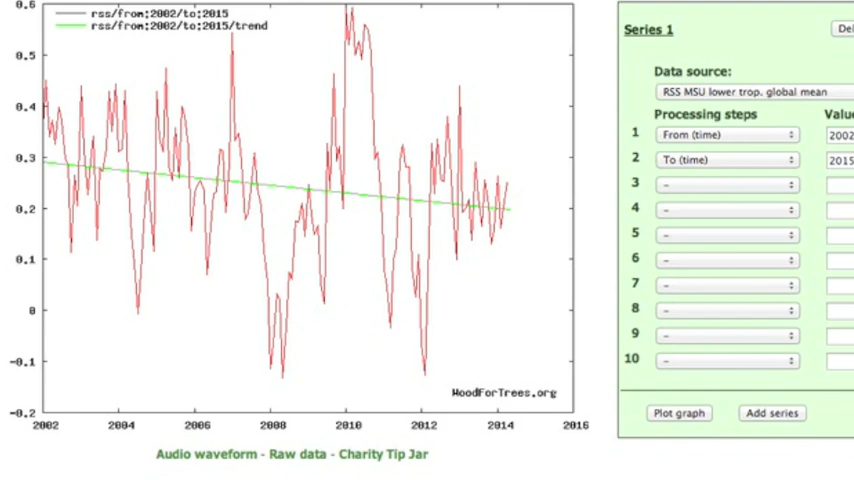 0.6
rss/from:2002/to:2015
rss/from:2002/to:2015/trend
0.5
0.4
0.3
0.2
0.1
0
-0.1
-0.2
WoodForTrees.org
2002 2004 2006 2008 2010 2012 2014 2016
Audio waveform - Raw data - Charity Tip Jar
Series 1
Data source:
RSS MSU lower trop. global mean
Processing steps
1 From (time) 2002
2 To (time) 2015
3 -
4 -
5 -
6 -
7 -
8 -
9 -
10 -
Plot graph Add series